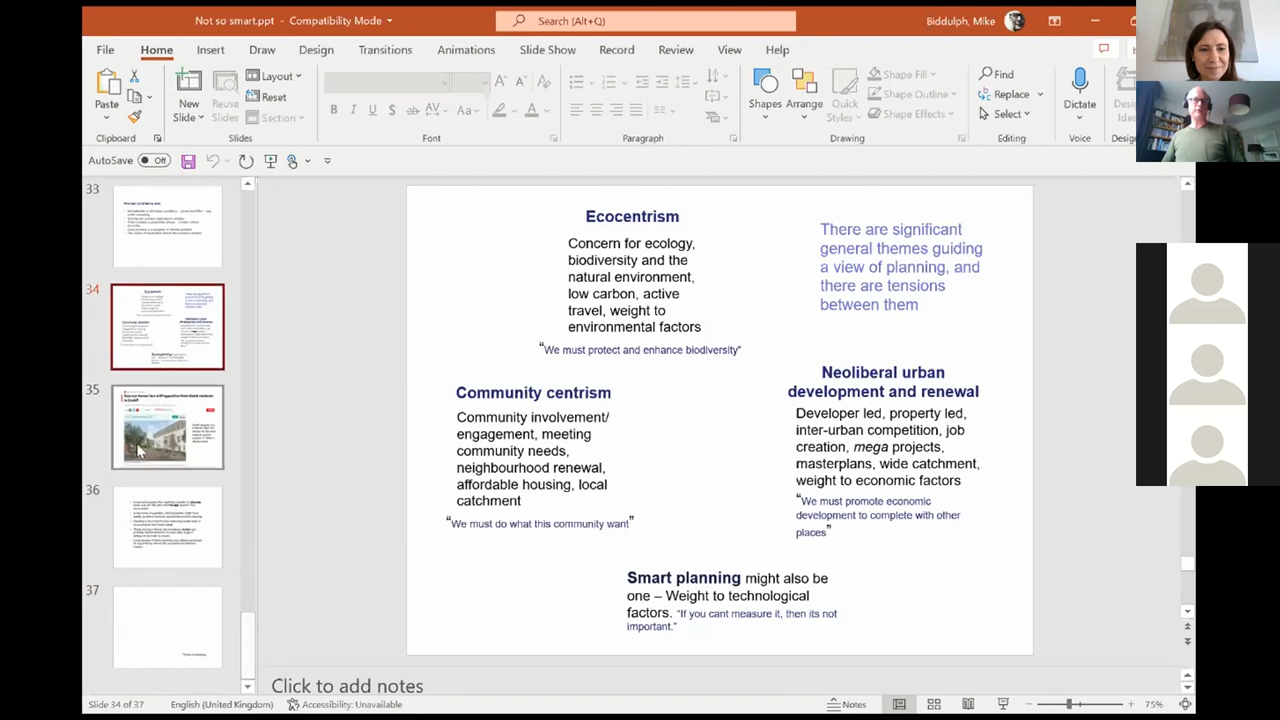 Not so smart.ppt - Compatibility Mode
Search (Alt+Q)
Biddulph, Mike
File Home Insert Draw Design Transitions Animations Slide Show Record Review View Help
Paste
Clipboard
New Slide
Reuse Slides
Layout
Reset
Section
Slides
B I U S ab AV Aa A
Font
Paragraph
Shapes
Arrange
Quick Styles
Shape Fill
Shape Outline
Shape Effects
Drawing
Find
Replace
Select
Editing
Dictate
Voice
AutoSave Off
33
34
35
36
37
Ecocentrism
Concern for ecology,
biodiversity and the
natural environment,
low carbon, active
travel, weight to
environmental factors
"We must protect and enhance biodiversity"
There are significant
general themes guiding
a view of planning, and
there are tensions
between them
Community centrism
Community involvement/
engagement, meeting
community needs,
neighbourhood renewal,
affordable housing, local
catchment
"We must do what this community want"
Neoliberal urban
development and renewal
Developer led, property led,
inter-urban competition, job
creation, mega projects,
masterplans, wide catchment,
weight to economic factors
"We must promote economic
development to complete with other
places"
Smart planning might also be
one – Weight to technological
factors. "If you cant measure it, then its not
important."
Click to add notes
Slide 34 of 37 English (United Kingdom) Accessibility: Unavailable Notes 75%